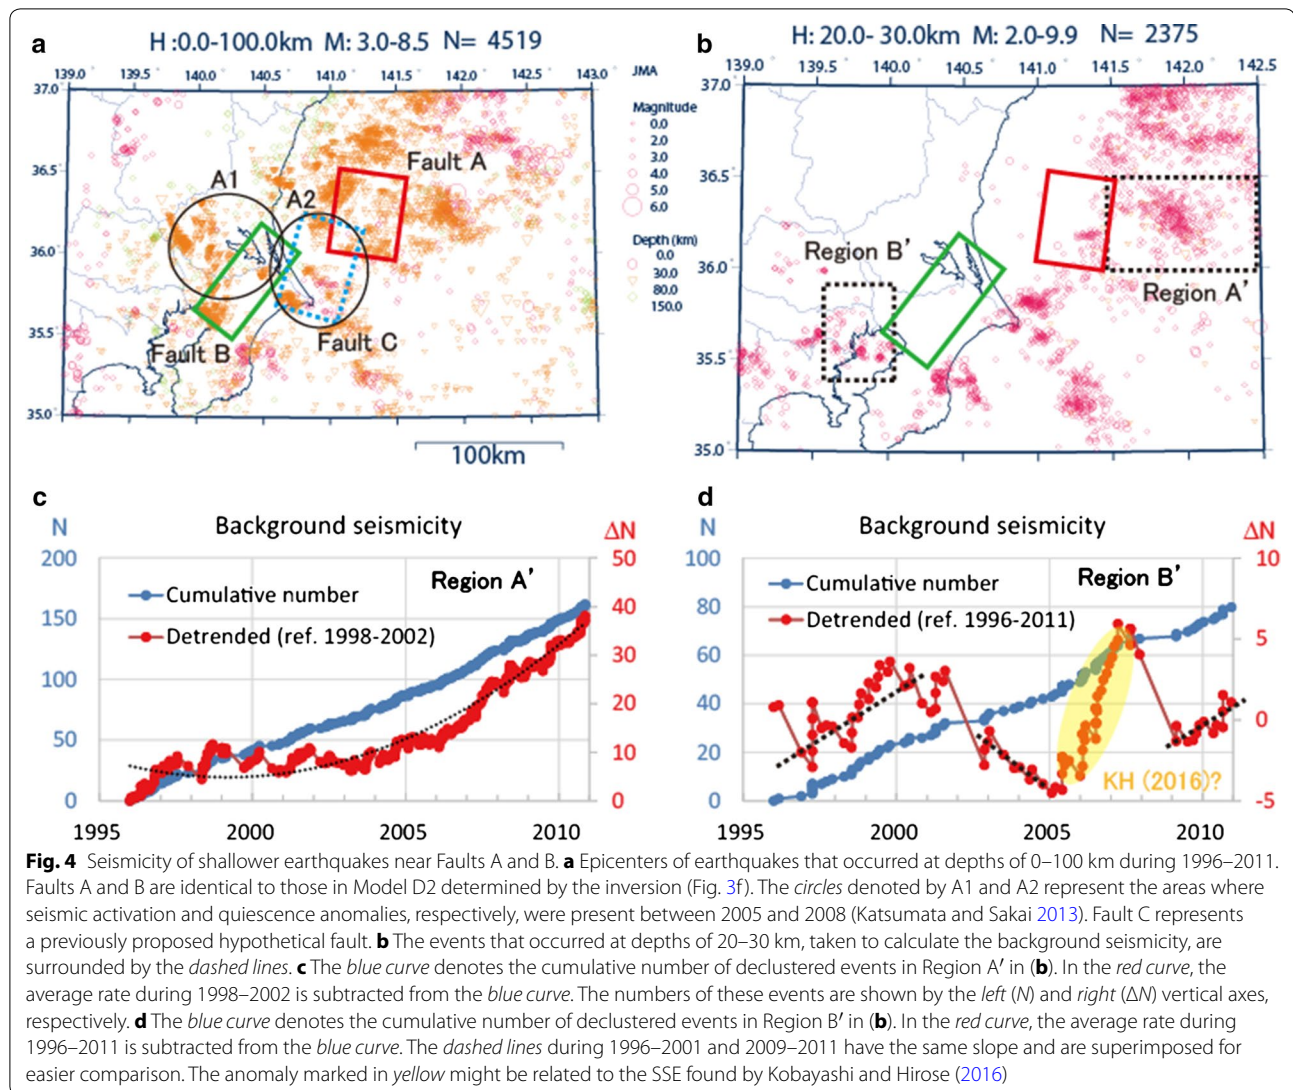 a
H :0.0-100.0km M: 3.0-8.5 N= 4519
139.0 139.5 140.0 140.5 141.0 141.5 142.0 142.5 143.0
37.0
36.5
36.0
35.5
35.0
A1
A2
Fault A
Fault B
Fault C
100km
JMA
Magnitude
0.0
2.0
3.0
4.0
5.0
6.0
Depth (km)
0.0
30.0
80.0
150.0
b
H: 20.0- 30.0km M: 2.0-9.9 N= 2375
139.0 139.5 140.0 140.5 141.0 141.5 142.0 142.5
37.0
36.5
36.0
35.5
35.0
Region B'
Region A'
c
N
Background seismicity
ΔN
200
150
100
50
0
Region A'
Cumulative number
Detrended (ref. 1998-2002)
50
40
30
20
10
0
1995 2000 2005 2010
d
N
Background seismicity
ΔN
100
80
60
40
20
0
Region B'
Cumulative number
Detrended (ref. 1996-2011)
KH (2016)?
10
5
0
-5
1995 2000 2005 2010
Fig. 4 Seismicity of shallower earthquakes near Faults A and B. a Epicenters of earthquakes that occurred at depths of 0–100 km during 1996–2011.
Faults A and B are identical to those in Model D2 determined by the inversion (Fig. 3f). The circles denoted by A1 and A2 represent the areas where
seismic activation and quiescence anomalies, respectively, were present between 2005 and 2008 (Katsumata and Sakai 2013). Fault C represents
a previously proposed hypothetical fault. b The events that occurred at depths of 20–30 km, taken to calculate the background seismicity, are
surrounded by the dashed lines. c The blue curve denotes the cumulative number of declustered events in Region A′ in (b). In the red curve, the
average rate during 1998–2002 is subtracted from the blue curve. The numbers of these events are shown by the left (N) and right (ΔN) vertical axes,
respectively. d The blue curve denotes the cumulative number of declustered events in Region B′ in (b). In the red curve, the average rate during
1996–2011 is subtracted from the blue curve. The dashed lines during 1996–2001 and 2009–2011 have the same slope and are superimposed for
easier comparison. The anomaly marked in yellow might be related to the SSE found by Kobayashi and Hirose (2016)